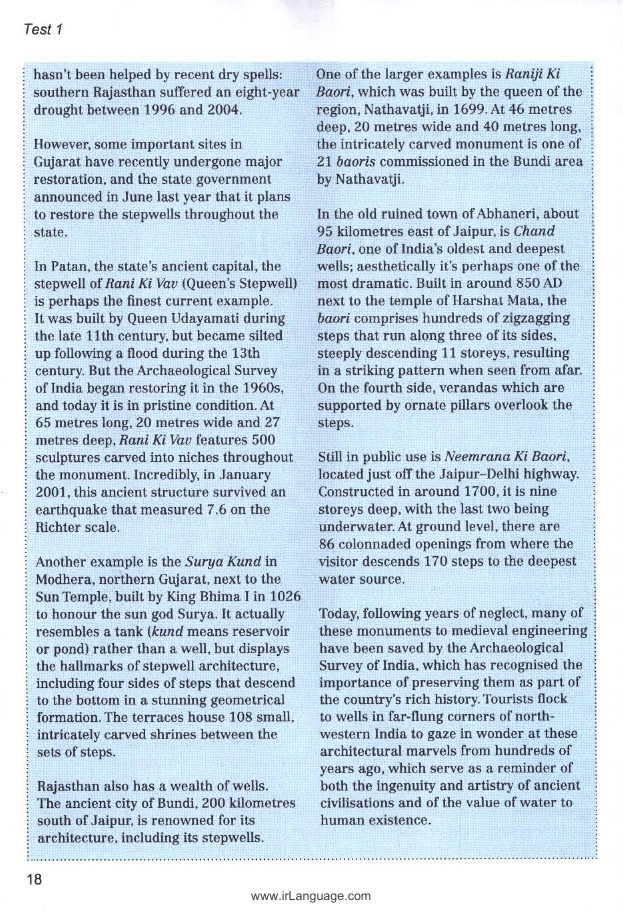 Test 1
hasn't been helped by recent dry spells:
southern Rajasthan suffered an eight-year
drought between 1996 and 2004.
However, some important sites in
Gujarat have recently undergone major
restoration, and the state government
announced in June last year that it plans
to restore the stepwells throughout the
state.
In Patan, the state's ancient capital, the
stepwell of Rani Ki Vav (Queen's Stepwell)
is perhaps the finest current example.
It was built by Queen Udayamati during
the late 11th century, but became silted
up following a flood during the 13th
century. But the Archaeological Survey
of India began restoring it in the 1960s,
and today it is in pristine condition. At
65 metres long, 20 metres wide and 27
metres deep, Rani Ki Vav features 500
sculptures carved into niches throughout
the monument. Incredibly, in January
2001, this ancient structure survived an
earthquake that measured 7.6 on the
Richter scale.
Another example is the Surya Kund in
Modhera, northern Gujarat, next to the
Sun Temple, built by King Bhima I in 1026
to honour the sun god Surya. It actually
resembles a tank (kund means reservoir
or pond) rather than a well, but displays
the hallmarks of stepwell architecture,
including four sides of steps that descend
to the bottom in a stunning geometrical
formation. The terraces house 108 small,
intricately carved shrines between the
sets of steps.
Rajasthan also has a wealth of wells.
The ancient city of Bundi, 200 kilometres
south of Jaipur, is renowned for its
architecture, including its stepwells.
One of the larger examples is Raniji Ki
Baori, which was built by the queen of the
region, Nathavatji, in 1699. At 46 metres
deep, 20 metres wide and 40 metres long,
the intricately carved monument is one of
21 baoris commissioned in the Bundi area
by Nathavatji.
In the old ruined town of Abhaneri, about
95 kilometres east of Jaipur, is Chand
Baori, one of India's oldest and deepest
wells; aesthetically it's perhaps one of the
most dramatic. Built in around 850 AD
next to the temple of Harshat Mata, the
baori comprises hundreds of zigzagging
steps that run along three of its sides,
steeply descending 11 storeys, resulting
in a striking pattern when seen from afar.
On the fourth side, verandas which are
supported by ornate pillars overlook the
steps.
Still in public use is Neemrana Ki Baori,
located just off the Jaipur–Delhi highway.
Constructed in around 1700, it is nine
storeys deep, with the last two being
underwater. At ground level, there are
86 colonnaded openings from where the
visitor descends 170 steps to the deepest
water source.
Today, following years of neglect, many of
these monuments to medieval engineering
have been saved by the Archaeological
Survey of India, which has recognised the
importance of preserving them as part of
the country's rich history. Tourists flock
to wells in far-flung corners of north-
western India to gaze in wonder at these
architectural marvels from hundreds of
years ago, which serve as a reminder of
both the ingenuity and artistry of ancient
civilisations and of the value of water to
human existence.
18
www.irLanguage.com